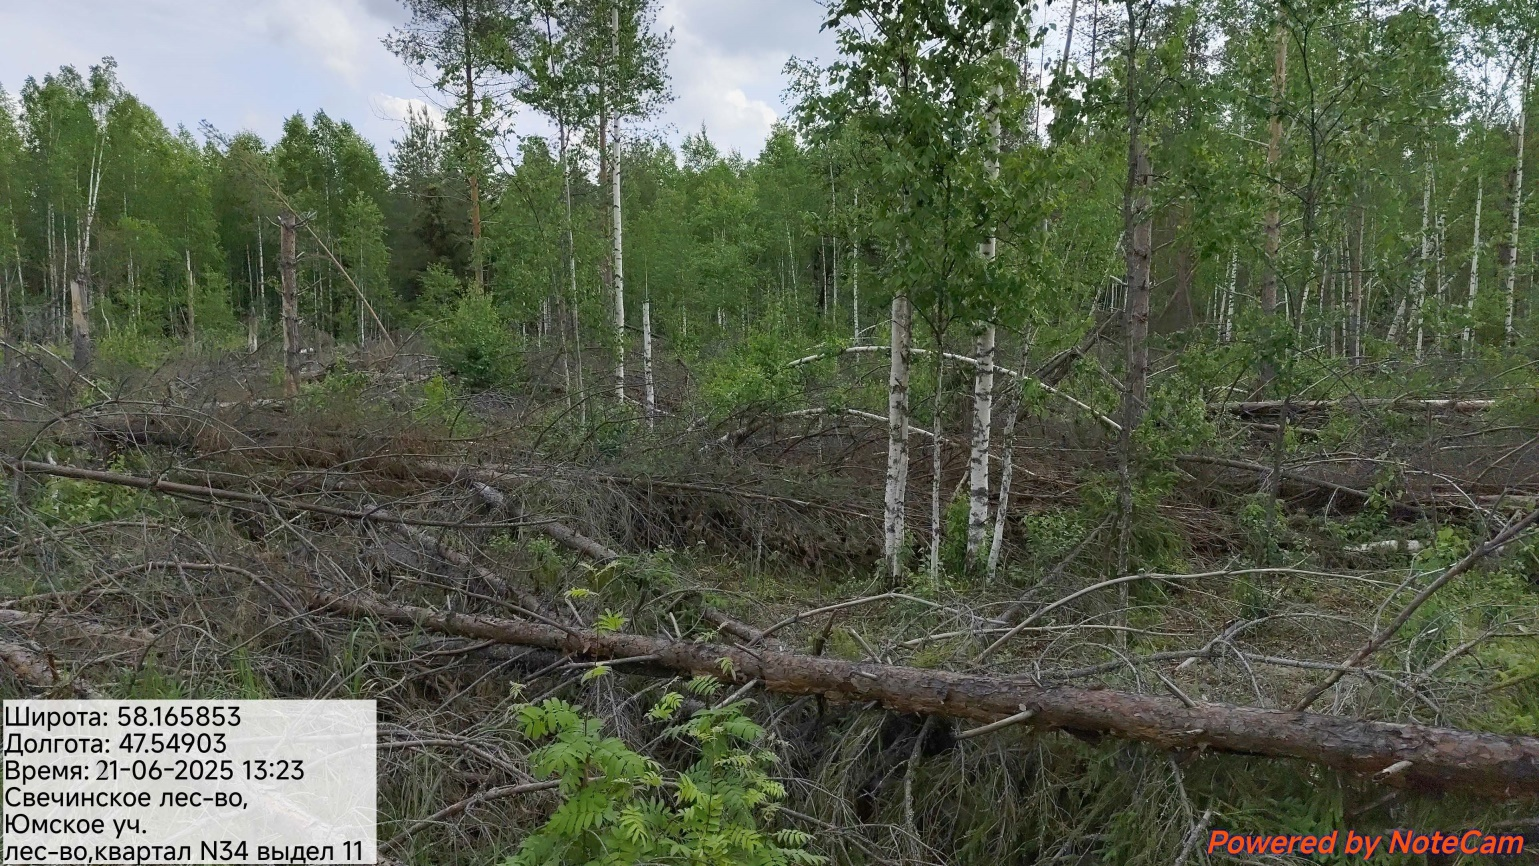 Широта: 58.165853
Долгота: 47.54903
Время: 21-06-2025 13:23
Свечинское лес-во,
Юмское уч.
лес-во,квартал N34 выдел 11
Powered by NoteCam